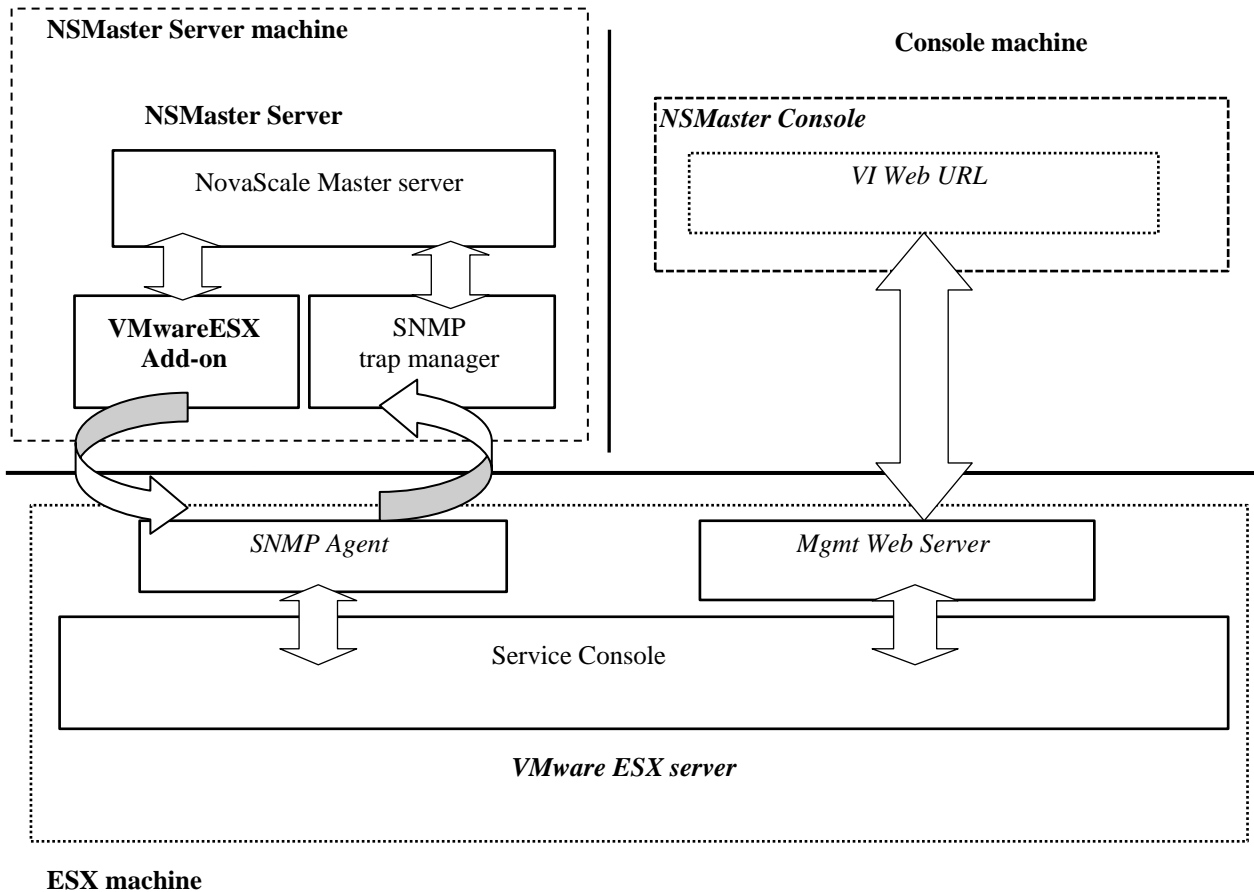 NSMaster Server machine
Console machine
NSMaster Server
NSMaster Console
NovaScale Master server
VI Web URL
VMwareESX
Add-on
SNMP
trap manager
SNMP Agent
Mgmt Web Server
Service Console
VMware ESX server
ESX machine